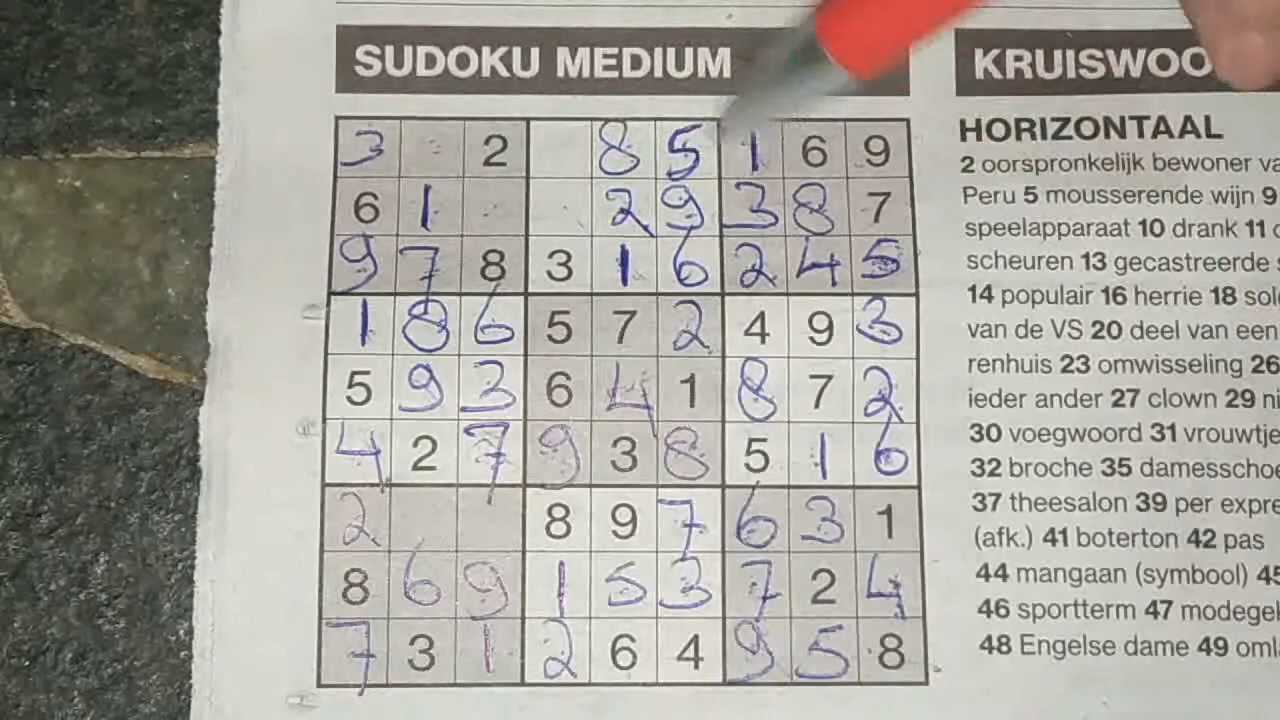 SUDOKU MEDIUM
3 2 8 5 1 6 9
6 1 2 9 3 8 7
9 7 8 3 1 6 2 4 5
1 8 6 5 7 2 4 9 3
5 9 3 6 4 1 8 7 2
4 2 7 9 3 8 5 1 6
2 8 9 7 6 3 1
8 6 9 1 5 3 7 2 4
7 3 1 2 6 4 9 5 8
KRUISWOO
HORIZONTAAL
2 oorspronkelijk bewoner va
Peru 5 mousserende wijn 9
speelapparaat 10 drank 11
scheuren 13 gecastreerde
14 populair 16 herrie 18 sol
van de VS 20 deel van een
renhuis 23 omwisseling 26
ieder ander 27 clown 29 ni
30 voegwoord 31 vrouwtje
32 broche 35 damesschoe
37 theesalon 39 per expre
(afk.) 41 boterton 42 pas
44 mangaan (symbool) 45
46 sportterm 47 modege
48 Engelse dame 49 oml